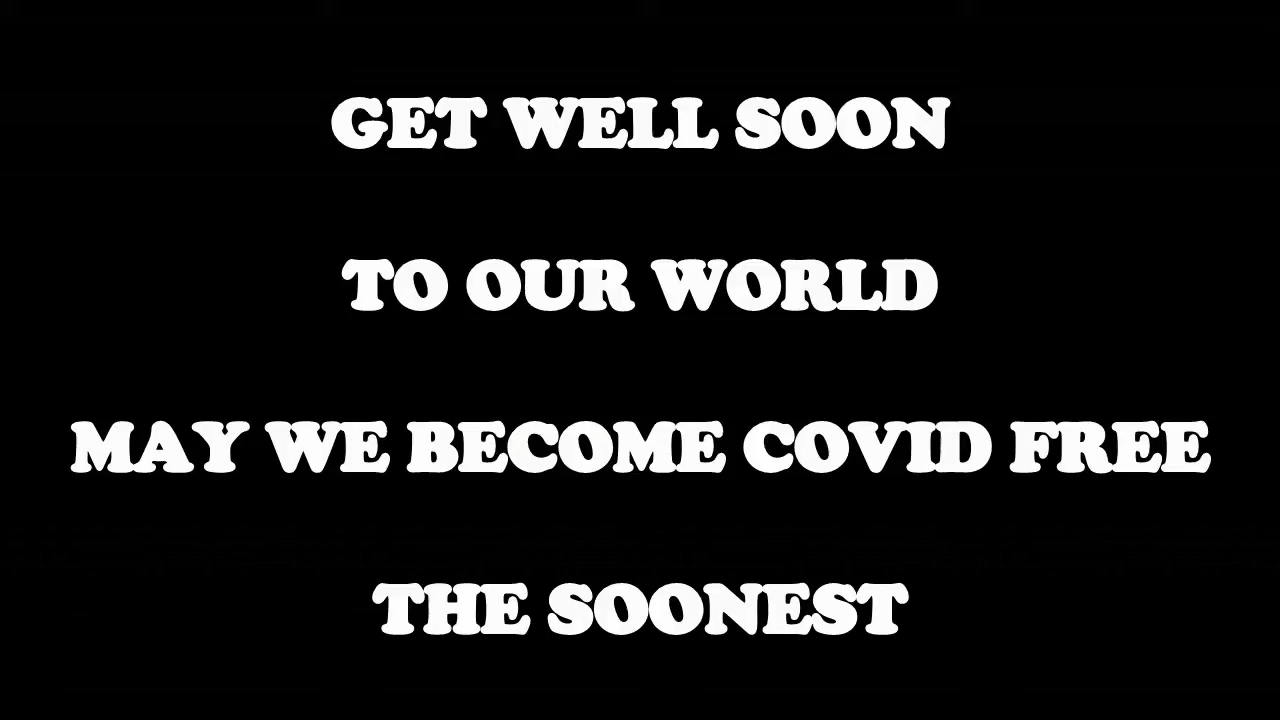 GET WELL SOON
TO OUR WORLD
MAY WE BECOME COVID FREE
THE SOONEST